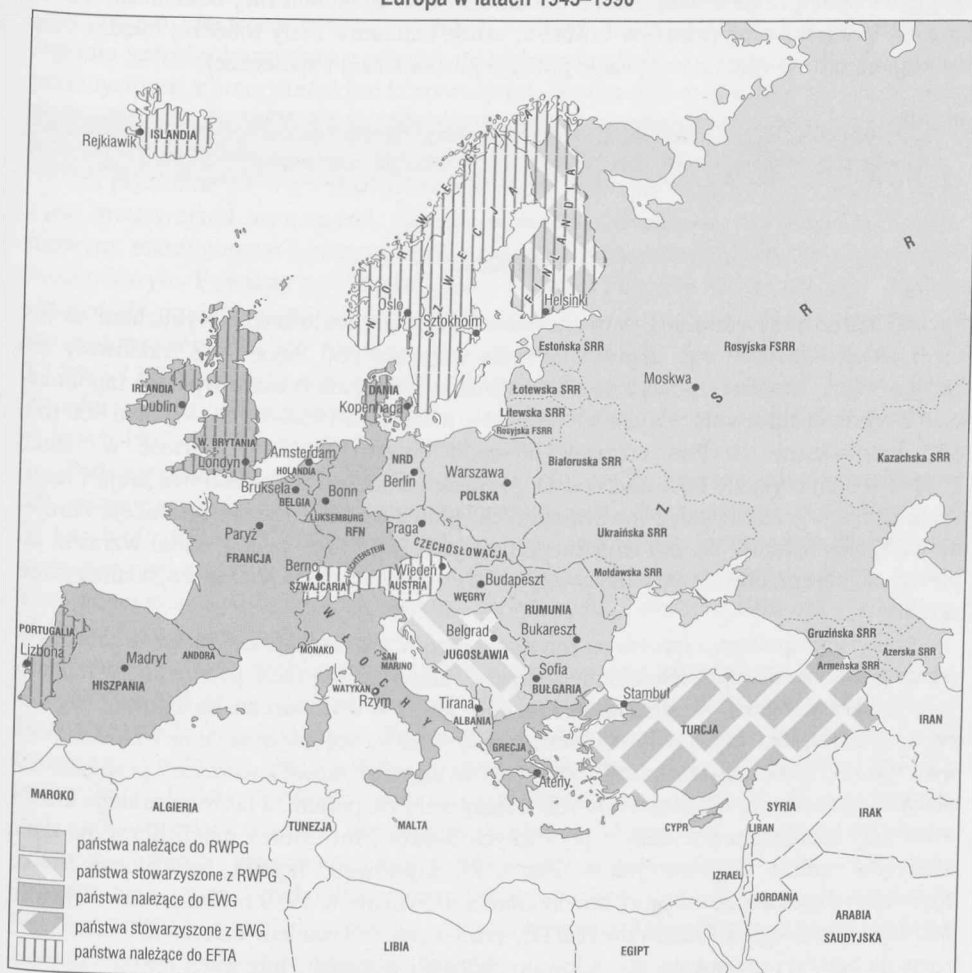 Europa w latach 1945–1990
ISLANDIA
Rejkiawik
NORWEGIA
SZWECJA
FINLANDIA
Oslo
Sztokholm
Helsinki
Estońska SRR
Rosyjska FSRR
ZSRR
Moskwa
Łotewska SRR
Litewska SRR
Rosyjska FSRR
Białoruska SRR
Kazachska SRR
Ukraińska SRR
Mołdawska SRR
Gruzińska SRR
Azerska SRR
Armeńska SRR
IRLANDIA
Dublin
W. BRYTANIA
Londyn
DANIA
Kopenhaga
Amsterdam
HOLANDIA
Bruksela
BELGIA
Bonn
LUKSEMBURG
RFN
NRD
Berlin
Warszawa
POLSKA
Praga
CZECHOSŁOWACJA
Paryż
FRANCJA
Berno
SZWAJCARIA
LIECHTENSTEIN
Wiedeń
AUSTRIA
Budapeszt
WĘGRY
RUMUNIA
Bukareszt
Belgrad
JUGOSŁAWIA
Sofia
BUŁGARIA
Tirana
ALBANIA
GRECJA
Ateny
Stambuł
TURCJA
PORTUGALIA
Lizbona
Madryt
HISZPANIA
ANDORA
MONAKO
WŁOCHY
SAN
MARINO
WATYKAN
Rzym
MAROKO
ALGIERIA
TUNEZJA
MALTA
LIBIA
EGIPT
CYPR
SYRIA
LIBAN
IZRAEL
JORDANIA
IRAK
IRAN
ARABIA
SAUDYJSKA
państwa należące do RWPG
państwa stowarzyszone z RWPG
państwa należące do EWG
państwa stowarzyszone z EWG
państwa należące do EFTA